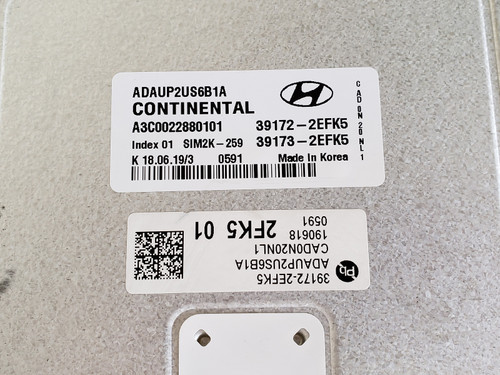 ADAUP2US6B1A
CONTINENTAL
A3C0022880101 39172-2EFK5
Index 01 SIM2K-259 39173-2EFK5
K 18.06.19/3 0591 Made in Korea
CAD0N20NL1
39172-2EFK5
ADAUP2US6B1A
CAD0N20NL1
190618 2FK5 01
0591
Pb